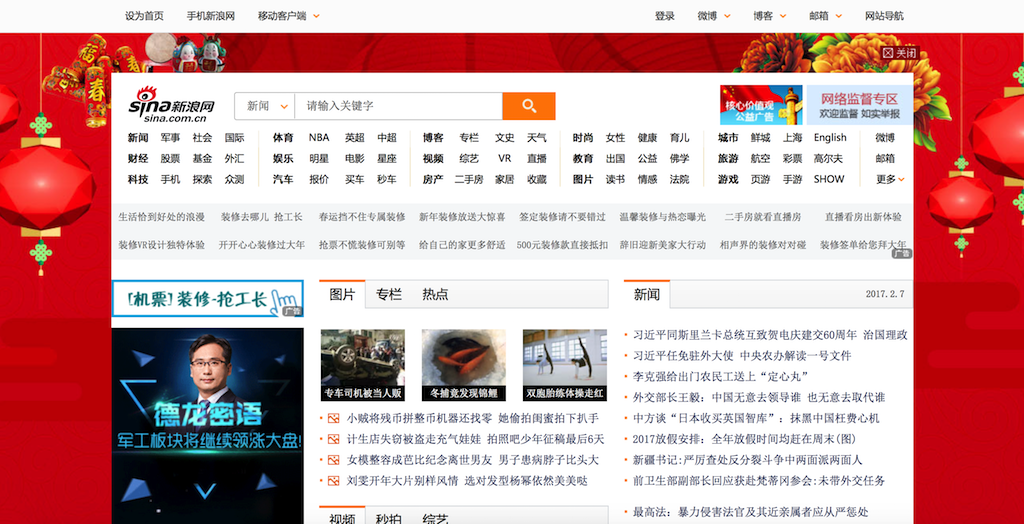 设为首页 手机新浪网 移动客户端 登录 微博 博客 邮箱 网站导航
福 春 春
关闭
sina新浪网
sina.com.cn
新闻 请输入关键字
核心价值观
公益广告
网络监督专区
欢迎监督 如实举报
新闻 军事 社会 国际 体育 NBA 英超 中超 博客 专栏 文史 天气 时尚 女性 健康 育儿 城市 鲜城 上海 English 微博
财经 股票 基金 外汇 娱乐 明星 电影 星座 视频 综艺 VR 直播 教育 出国 公益 佛学 旅游 航空 彩票 高尔夫 邮箱
科技 手机 探索 众测 汽车 报价 买车 秒车 房产 二手房 家居 收藏 图片 读书 情感 法院 游戏 页游 手游 SHOW 更多
生活恰到好处的浪漫 装修去哪儿 抢工长 春运挡不住专属装修 新年装修放送大惊喜 签定装修请不要错过 温馨装修与热恋曝光 二手房就看直播房 直播看房出新体验
装修VR设计独特体验 开开心心装修过大年 抢票不慌装修可别等 给自己的家更多舒适 500元装修款直接抵扣 辞旧迎新美家大行动 相声界的装修对对碰 装修签单给您拜大年
广告
[机票]装修-抢工长
广告
德龙密语
军工板块将继续领涨大盘!
图片 专栏 热点
专车司机被当人贩 冬捕竟发现锦鲤 双胞胎练体操走红
小贼将残币拼整币机器还找零 她偷拍闺蜜拍下扒手
计生店失窃被盗走充气娃娃 拍照吧少年征稿最后6天
女模整容成芭比纪念离世男友 男子患病脖子比头大
刘雯开年大片别样风情 选对发型杨幂依然美美哒
视频 秒拍 综艺
新闻 2017.2.7
习近平同斯里兰卡总统互致贺电庆建交60周年 治国理政
习近平任免驻外大使 中央农办解读一号文件
李克强给出门农民工送上“定心丸”
外交部长王毅：中国无意去领导谁 也无意去取代谁
中方谈“日本收买英国智库”：抹黑中国枉费心机
2017放假安排：全年放假时间均赶在周末(图)
新疆书记:严厉查处反分裂斗争中两面派两面人
前卫生部副部长回应获赴梵蒂冈参会:未带外交任务
最高法：暴力侵害法官及其近亲属者应从严惩处